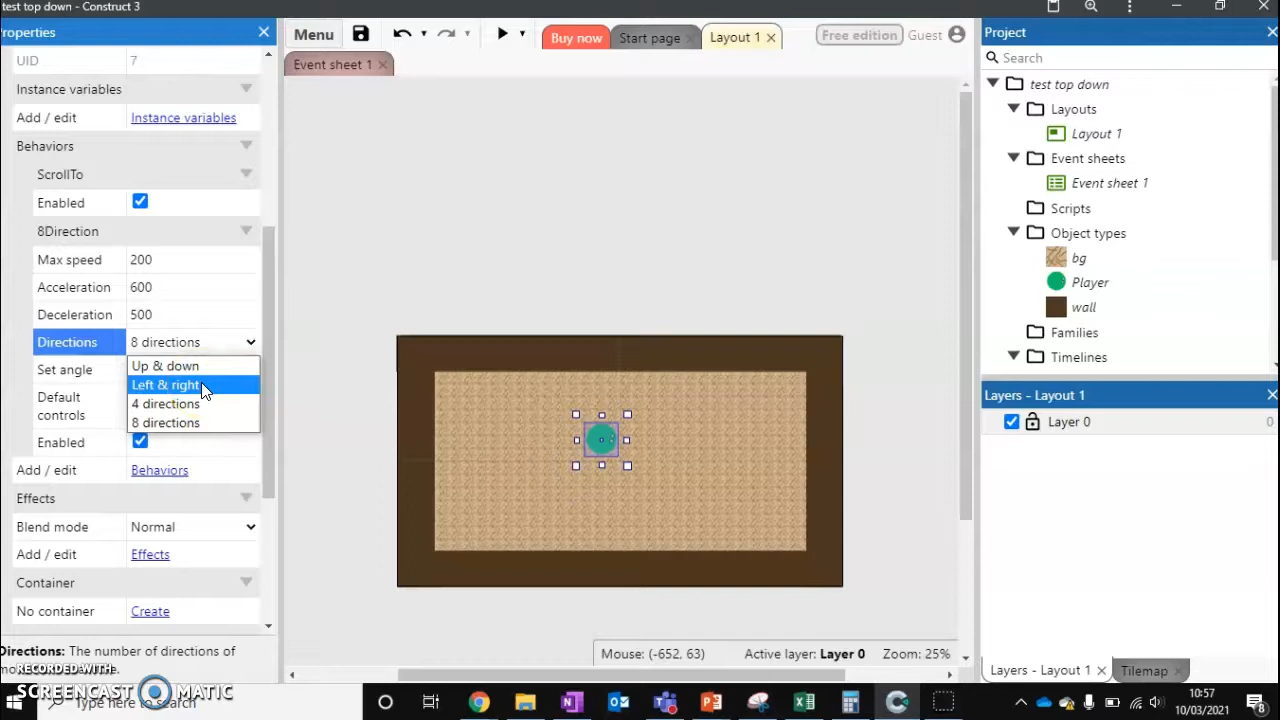 test top down - Construct 3
Properties
Menu
Buy now
Start page
Layout 1
Free edition
Guest
Project
Event sheet 1
Search
UID 7
Instance variables
Add / edit Instance variables
Behaviors
ScrollTo
Enabled
8Direction
Max speed 200
Acceleration 600
Deceleration 500
Directions 8 directions
Up & down
Set angle
Left & right
Default
controls
4 directions
8 directions
Enabled
Add / edit Behaviors
Effects
Blend mode Normal
Add / edit Effects
Container
No container Create
Directions: The number of directions of
RECORDED WITH
SCREENCAST MATIC
Type here to search
Mouse: (-652, 63) Active layer: Layer 0 Zoom: 25%
test top down
Layouts
Layout 1
Event sheets
Event sheet 1
Scripts
Object types
bg
Player
wall
Families
Timelines
Layers - Layout 1
Layer 0 0
Layers - Layout 1
Tilemap
10:57
10/03/2021
8